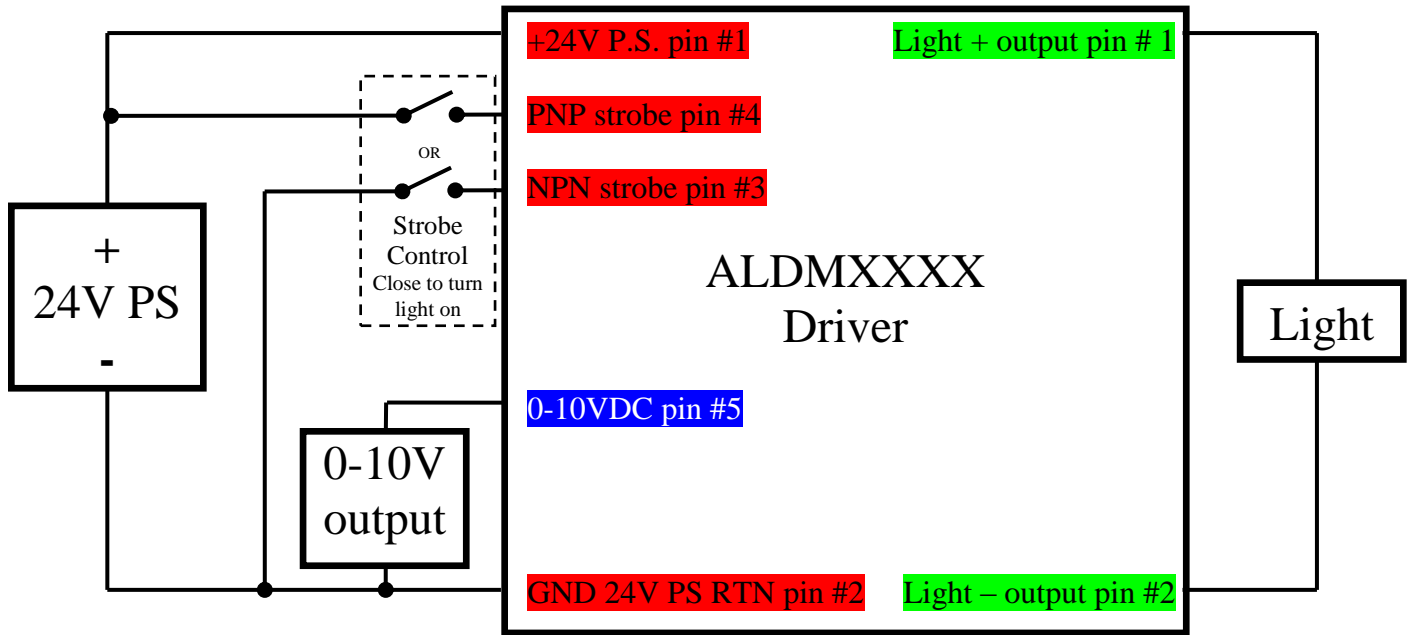 +24V P.S. pin #1
Light + output pin # 1
PNP strobe pin #4
OR
NPN strobe pin #3
Strobe
Control
Close to turn
light on
+
24V PS
-
ALDMXXXX
Driver
Light
0-10VDC pin #5
0-10V
output
GND 24V PS RTN pin #2
Light – output pin #2